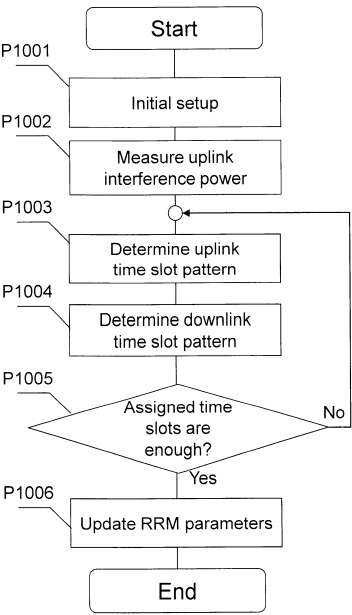 Start
P1001
Initial setup
P1002
Measure uplink
interference power
P1003
Determine uplink
time slot pattern
P1004
Determine downlink
time slot pattern
P1005
Assigned time
slots are
enough?
No
Yes
P1006
Update RRM parameters
End